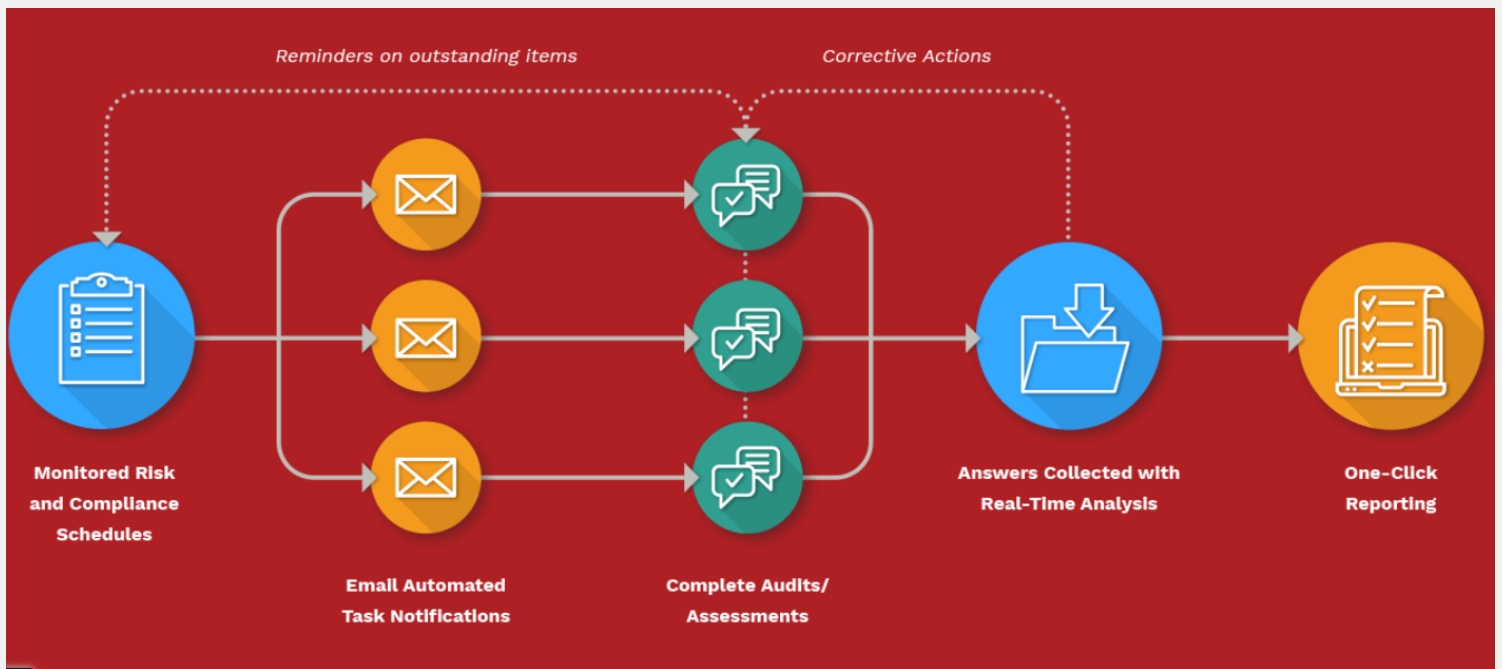 Reminders on outstanding items
Corrective Actions
Monitored Risk
and Compliance
Schedules
Email Automated
Task Notifications
Complete Audits/
Assessments
Answers Collected with
Real-Time Analysis
One-Click
Reporting